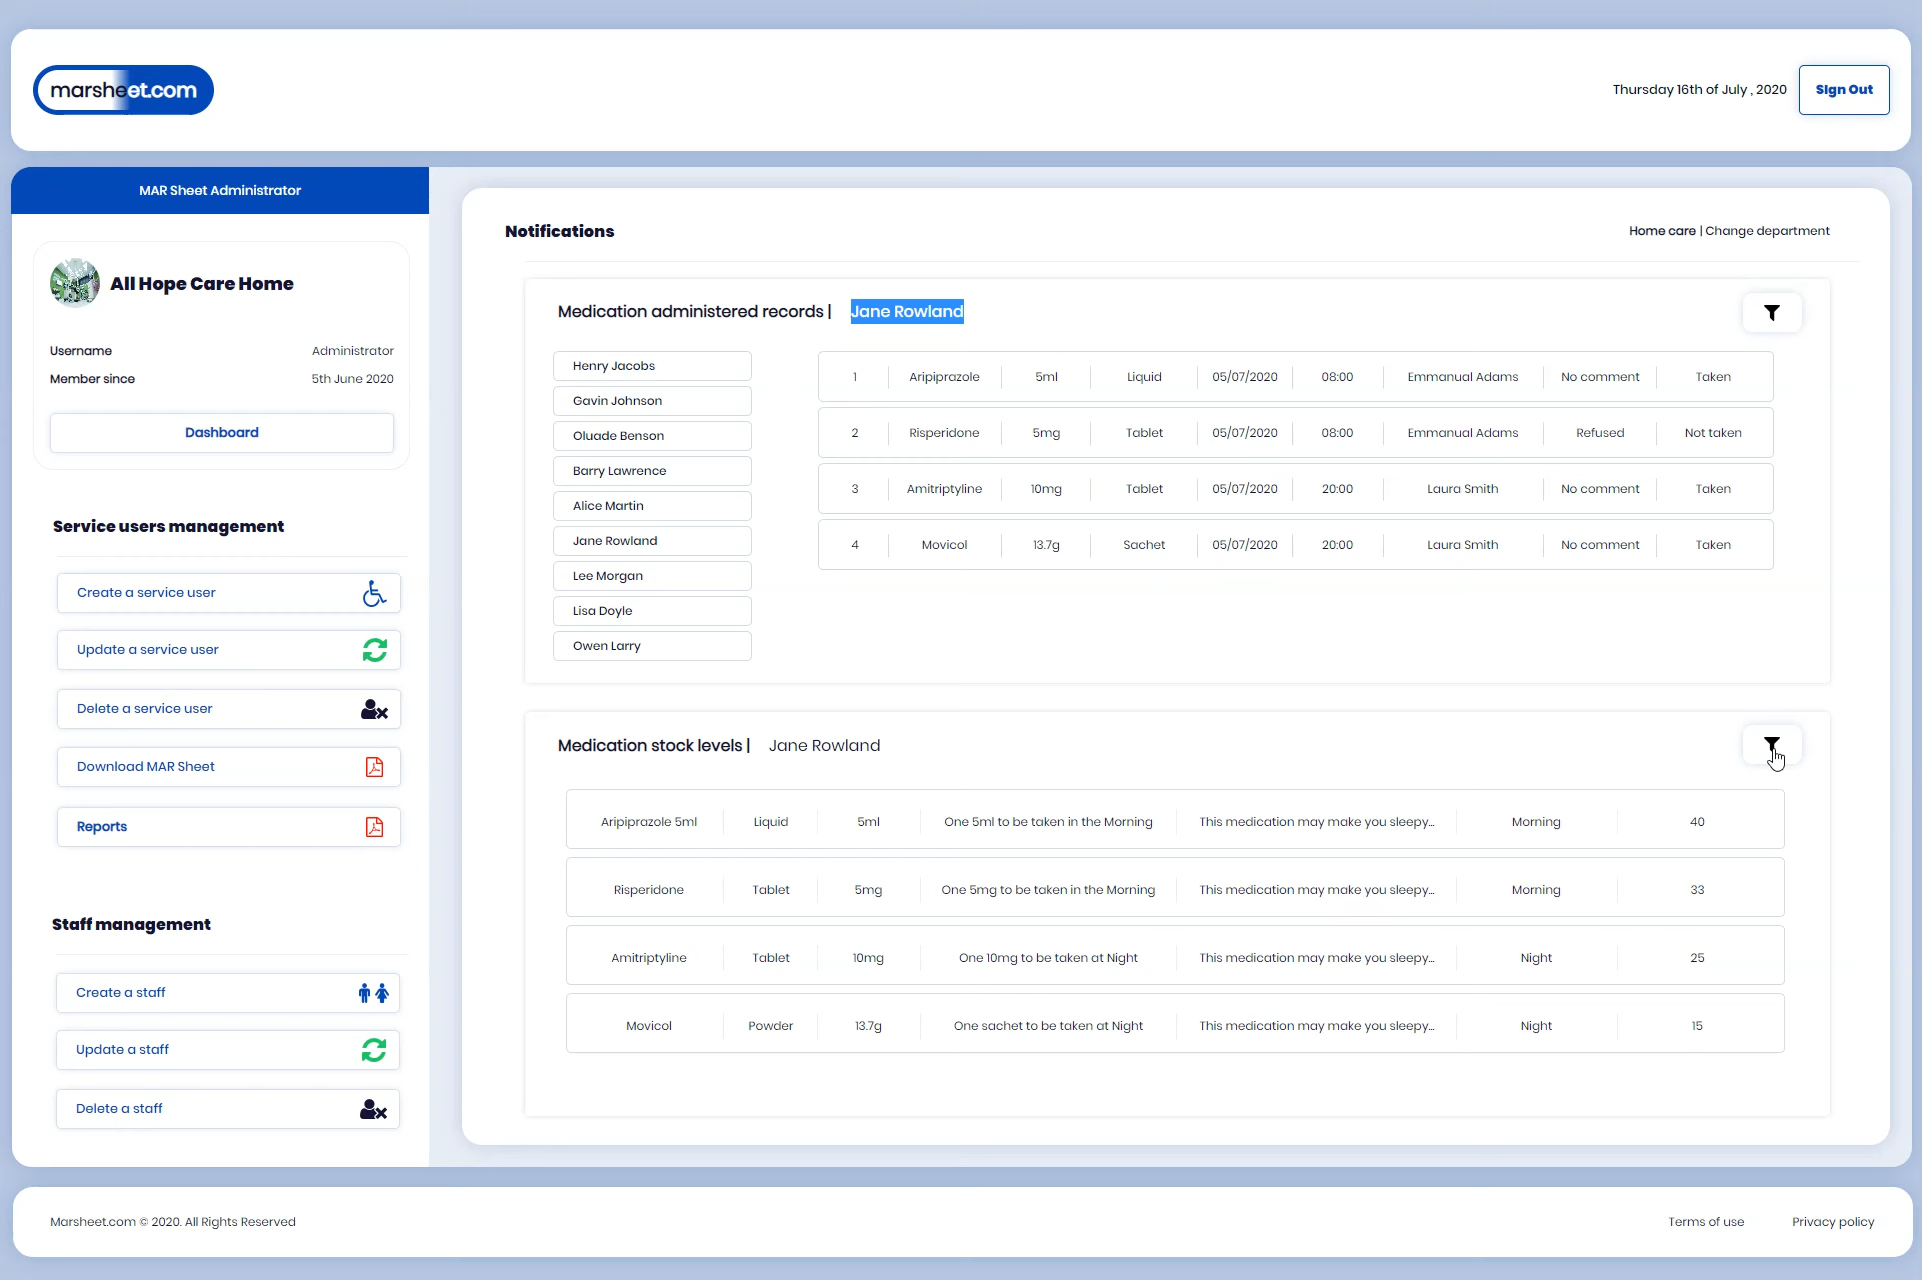 marsheet.com
Thursday 16th of July , 2020
SIgn Out
MAR Sheet Administrator
All Hope Care Home
Username Administrator
Member since 5th June 2020
Dashboard
Service users management
Create a service user
Update a service user
Delete a service user
Download MAR Sheet
Reports
Staff management
Create a staff
Update a staff
Delete a staff
Notifications
Home care | Change department
Medication administered records | Jane Rowland
Henry Jacobs
Gavin Johnson
Oluade Benson
Barry Lawrence
Alice Martin
Jane Rowland
Lee Morgan
Lisa Doyle
Owen Larry
1 Aripiprazole 5ml Liquid 05/07/2020 08:00 Emmanual Adams No comment Taken
2 Risperidone 5mg Tablet 05/07/2020 08:00 Emmanual Adams Refused Not taken
3 Amitriptyline 10mg Tablet 05/07/2020 20:00 Laura Smith No comment Taken
4 Movicol 13.7g Sachet 05/07/2020 20:00 Laura Smith No comment Taken
Medication stock levels | Jane Rowland
Aripiprazole 5ml Liquid 5ml One 5ml to be taken in the Morning This medication may make you sleepy... Morning 40
Risperidone Tablet 5mg One 5mg to be taken in the Morning This medication may make you sleepy... Morning 33
Amitriptyline Tablet 10mg One 10mg to be taken at Night This medication may make you sleepy... Night 25
Movicol Powder 13.7g One sachet to be taken at Night This medication may make you sleepy... Night 15
Marsheet.com © 2020. All Rights Reserved
Terms of use Privacy policy